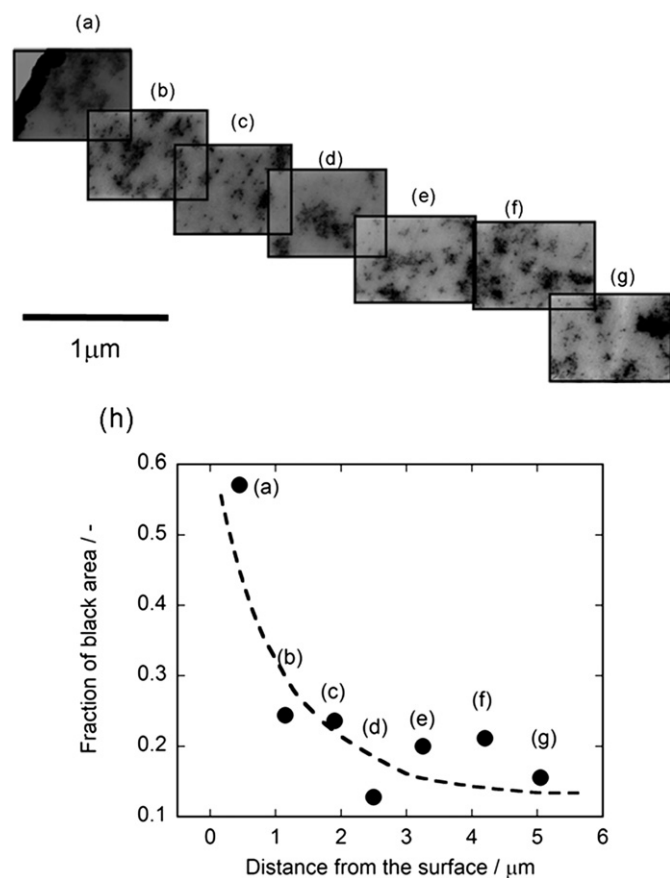 (a)
(b)
(c)
(d)
(e)
(f)
(g)
1μm
(h)
Fraction of black area / -
0.6
0.5
0.4
0.3
0.2
0.1
(a)
(b)
(c)
(d)
(e)
(f)
(g)
0 1 2 3 4 5 6
Distance from the surface / μm